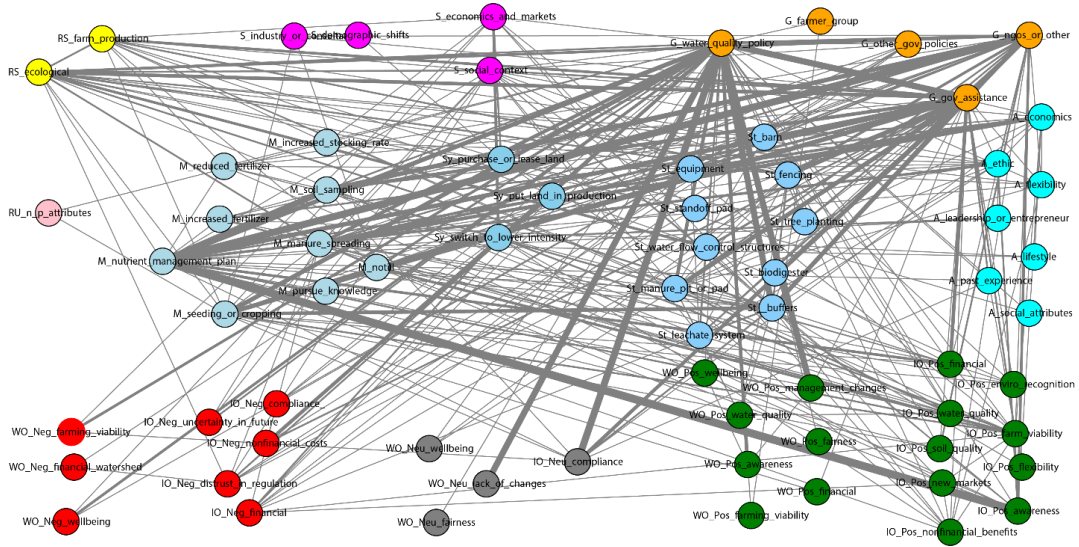 S_economics_and_markets
G_farmer_group
RS_farm_production
S_demographic_shifts
G_water_quality_policy
G_other_gov_policies
G_ngos_or_other
RS_ecological
S_social_context
G_gov_assistance
A_economics
St_barn
M_increased_stocking_rate
Sy_purchase_or_lease_land
M_reduced_fertilizer
St_equipment
A_ethic
St_fencing
M_soil_sampling
A_flexibility
Sy_put_land_in_production
RU_n_p_attributes
St_standoff_pad
M_increased_fertilizer
A_leadership_or_entrepreneur
St_tree_planting
Sy_switch_to_lower_intensity
M_manure_spreading
St_water_flow_control_structures
A_lifestyle
M_nutrient_management_plan
M_notill
St_biodigester
A_past_experience
M_pursue_knowledge
St_manure_pit_or_pad
St_buffers
M_seeding_or_cropping
A_social_attributes
St_leachate_system
IO_Pos_financial
WO_Pos_wellbeing
IO_Pos_enviro_recognition
WO_Pos_management_changes
IO_Neg_compliance
IO_Pos_water_quality
WO_Pos_water_quality
IO_Neg_uncertainty_in_future
WO_Neg_farming_viability
IO_Pos_farm_viability
IO_Neg_nonfinancial_costs
WO_Pos_fairness
WO_Neu_wellbeing
IO_Pos_soil_quality
IO_Neu_compliance
WO_Pos_awareness
WO_Neg_financial_watershed
IO_Pos_flexibility
IO_Neg_distrust_in_regulation
WO_Neu_lack_of_changes
IO_Pos_new_markets
WO_Pos_financial
IO_Neg_financial
IO_Pos_awareness
WO_Pos_farming_viability
WO_Neg_wellbeing
WO_Neu_fairness
IO_Pos_nonfinancial_benefits